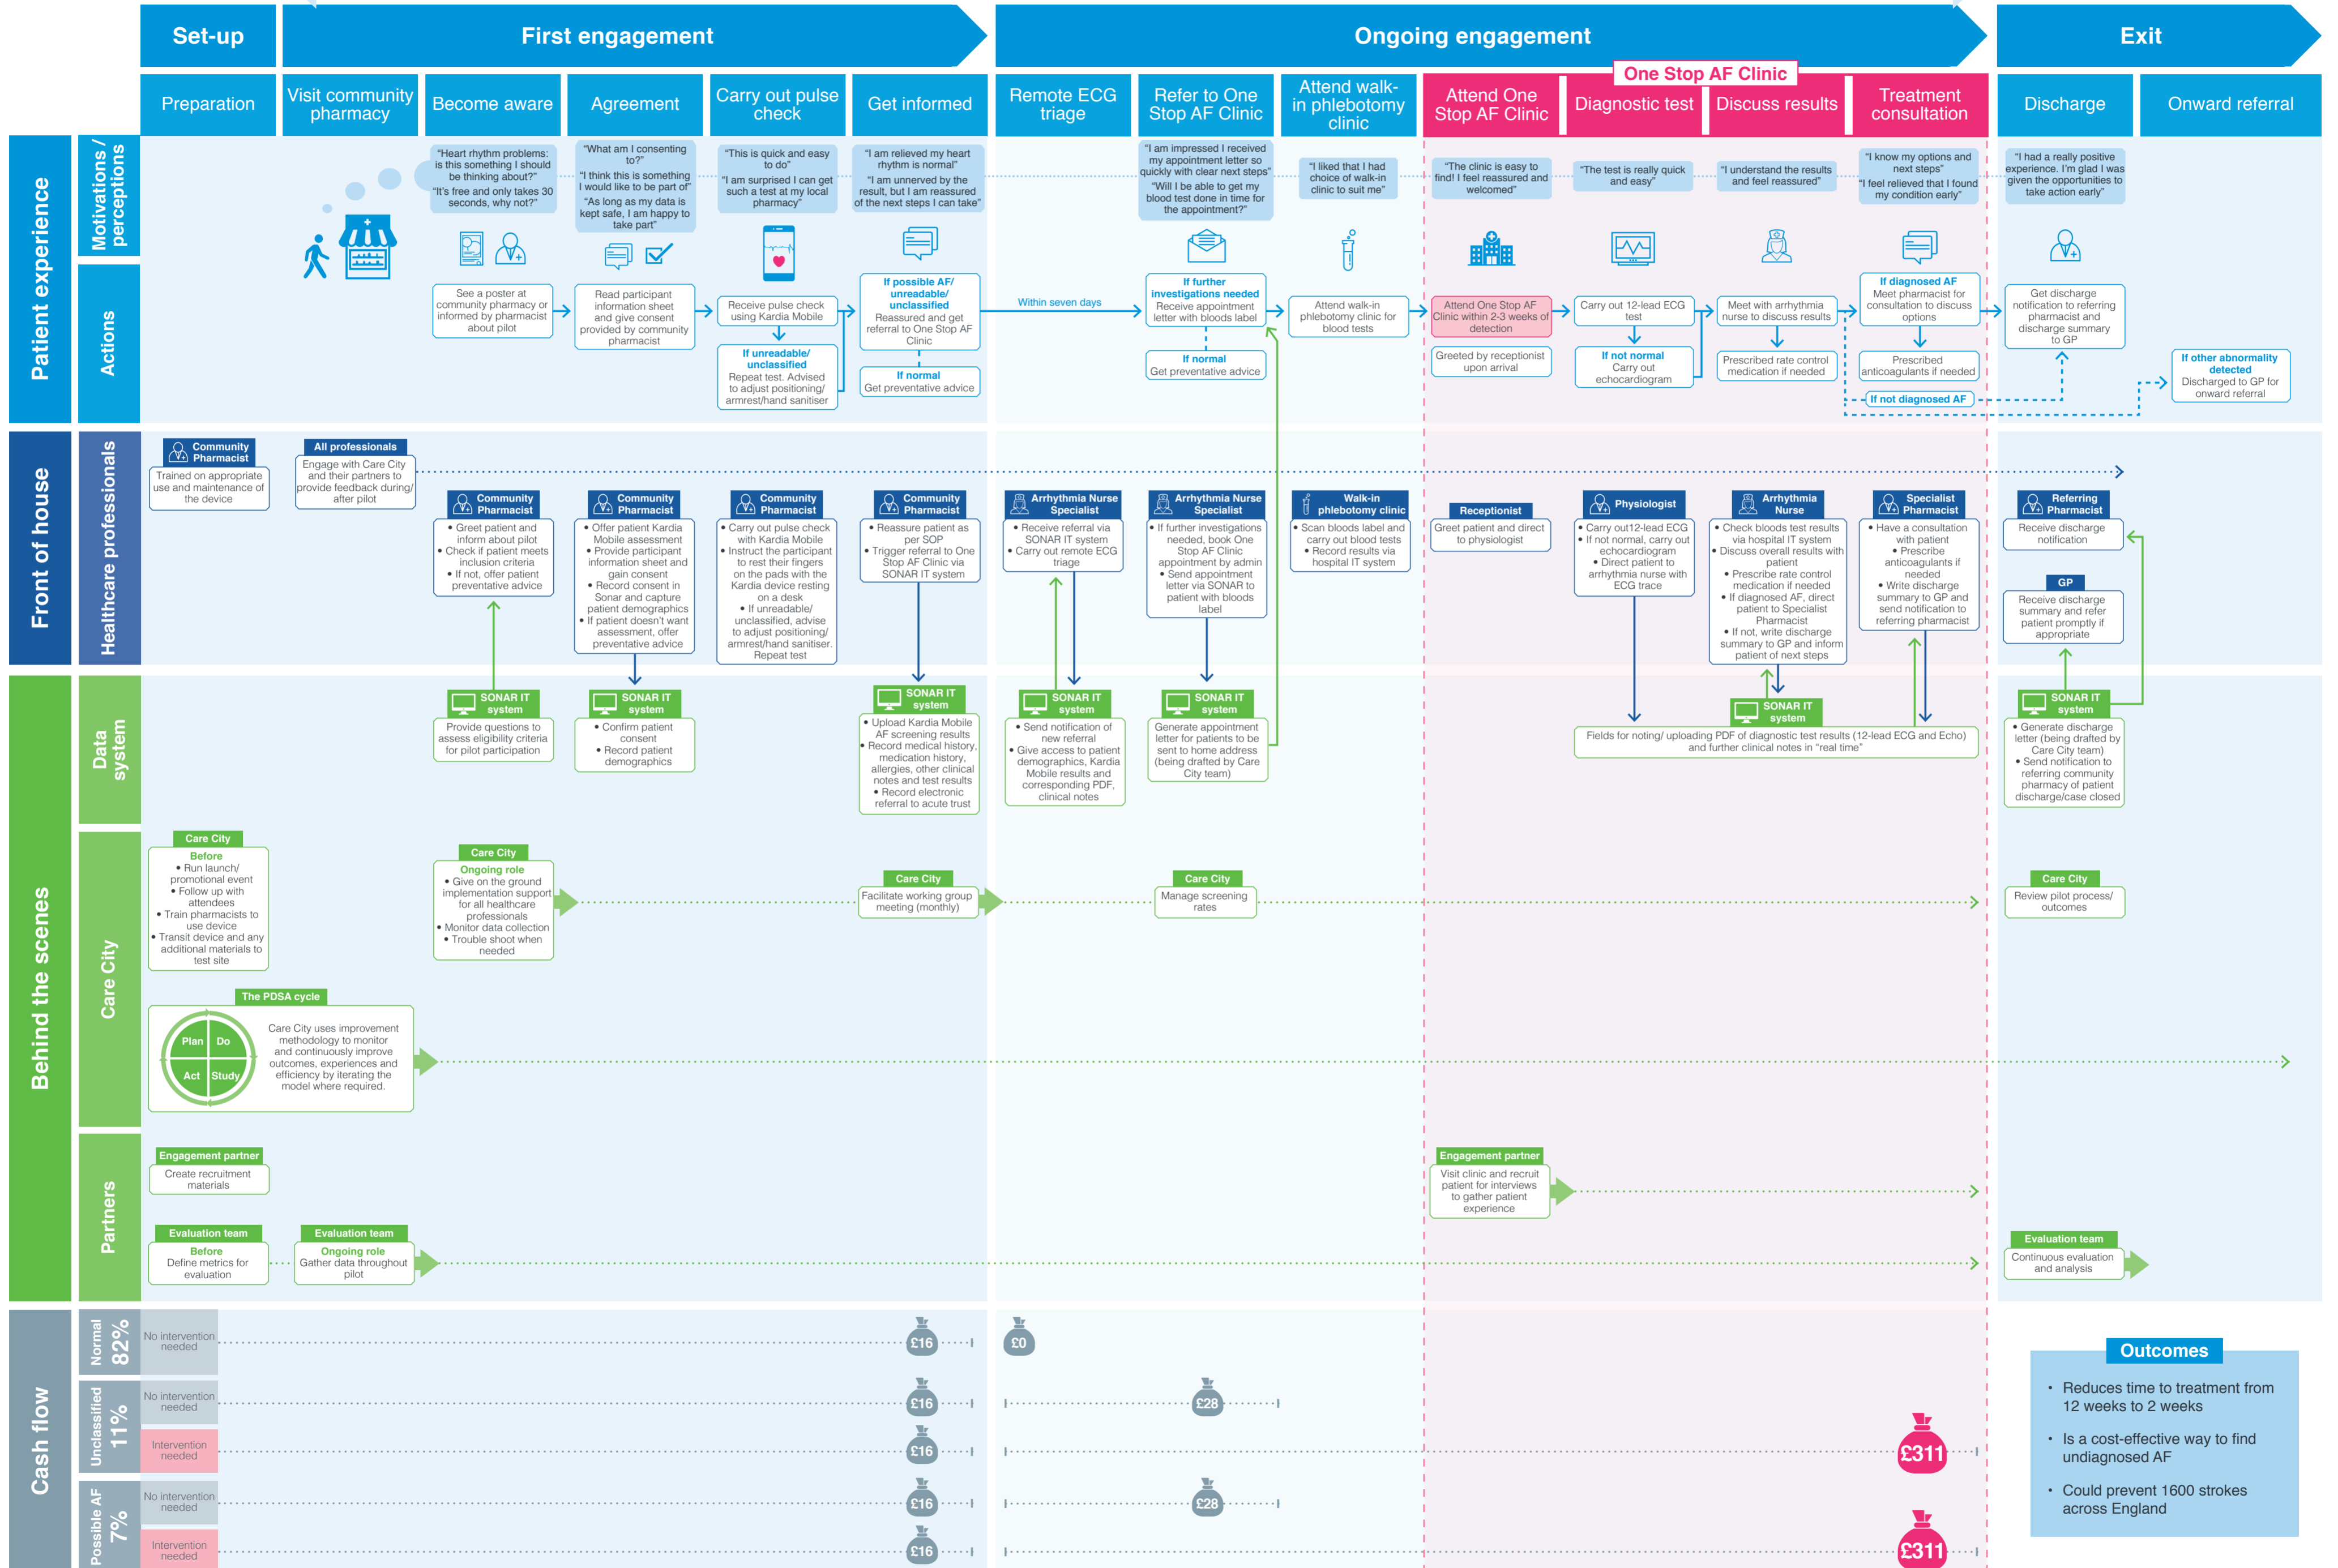 Set-up
First engagement
Ongoing engagement
Exit
Preparation
Visit community
pharmacy
Become aware
Agreement
Carry out pulse
check
Get informed
Remote ECG
triage
Refer to One
Stop AF Clinic
Attend walk-
in phlebotomy
clinic
One Stop AF Clinic
Attend One
Stop AF Clinic
Diagnostic test
Discuss results
Treatment
consultation
Discharge
Onward referral
Patient experience
Motivations /
perceptions
"Heart rhythm problems:
is this something I should
be thinking about?"
"It's free and only takes 30
seconds, why not?"
"What am I consenting
to?"
"I think this is something
I would like to be part of"
"As long as my data is
kept safe, I am happy to
take part"
"This is quick and easy
to do"
"I am surprised I can get
such a test at my local
pharmacy"
"I am relieved my heart
rhythm is normal"
"I am unnerved by the
result, but I am reassured
of the next steps I can take"
"I am impressed I received
my appointment letter so
quickly with clear next steps"
"Will I be able to get my
blood test done in time for
the appointment?"
"I liked that I had
choice of walk-in
clinic to suit me"
"The clinic is easy to
find! I feel reassured and
welcomed"
"The test is really quick
and easy"
"I understand the results
and feel reassured"
"I know my options and
next steps"
"I feel relieved that I found
my condition early"
"I had a really positive
experience. I'm glad I was
given the opportunities to
take action early"
Actions
See a poster at
community pharmacy or
informed by pharmacist
about pilot
Read participant
information sheet
and give consent
provided by community
pharmacist
Receive pulse check
using Kardia Mobile
If unreadable/
unclassified
Repeat test. Advised
to adjust positioning/
armrest/hand sanitiser
If possible AF/
unreadable/
unclassified
Reassured and get
referral to One Stop AF
Clinic
If normal
Get preventative advice
Within seven days
If further
investigations needed
Receive appointment
letter with bloods label
If normal
Get preventative advice
Attend walk-in
phlebotomy clinic for
blood tests
Attend One Stop AF
Clinic within 2-3 weeks of
detection
Greeted by receptionist
upon arrival
Carry out 12-lead ECG
test
If not normal
Carry out
echocardiogram
Meet with arrhythmia
nurse to discuss results
Prescribed rate control
medication if needed
If diagnosed AF
Meet pharmacist for
consultation to discuss
options
Prescribed
anticoagulants if needed
If not diagnosed AF
Get discharge
notification to referring
pharmacist and
discharge summary
to GP
If other abnormality
detected
Discharged to GP for
onward referral
Front of house
Healthcare professionals
Community
Pharmacist
Trained on appropriate
use and maintenance of
the device
All professionals
Engage with Care City
and their partners to
provide feedback during/
after pilot
Community
Pharmacist
• Greet patient and
inform about pilot
• Check if patient meets
inclusion criteria
• If not, offer patient
preventative advice
Community
Pharmacist
• Offer patient Kardia
Mobile assessment
• Provide participant
information sheet and
gain consent
• Record consent in
Sonar and capture
patient demographics
• If patient doesn't want
assessment, offer
preventative advice
Community
Pharmacist
• Carry out pulse check
with Kardia Mobile
• Instruct the participant
to rest their fingers
on the pads with the
Kardia device resting
on a desk
• If unreadable/
unclassified, advise
to adjust positioning/
armrest/hand sanitiser.
Repeat test
Community
Pharmacist
• Reassure patient as
per SOP
• Trigger referral to One
Stop AF Clinic via
SONAR IT system
Arrhythmia Nurse
Specialist
• Receive referral via
SONAR IT system
• Carry out remote ECG
triage
Arrhythmia Nurse
Specialist
• If further investigations
needed, book One
Stop AF Clinic
appointment by admin
• Send appointment
letter via SONAR to
patient with bloods
label
Walk-in
phlebotomy clinic
• Scan bloods label and
carry out blood tests
• Record results via
hospital IT system
Receptionist
Greet patient and direct
to physiologist
Physiologist
• Carry out12-lead ECG
• If not normal, carry out
echocardiogram
• Direct patient to
arrhythmia nurse with
ECG trace
Arrhythmia
Nurse
• Check bloods test results
via hospital IT system
• Discuss overall results with
patient
• Prescribe rate control
medication if needed
• If diagnosed AF, direct
patient to Specialist
Pharmacist
• If not, write discharge
summary to GP and inform
patient of next steps
Specialist
Pharmacist
• Have a consultation
with patient
• Prescribe
anticoagulants if
needed
• Write discharge
summary to GP and
send notification to
referring pharmacist
Referring
Pharmacist
Receive discharge
notification
GP
Receive discharge
summary and refer
patient promptly if
appropriate
Behind the scenes
Data
system
SONAR IT
system
Provide questions to
assess eligibility criteria
for pilot participation
SONAR IT
system
• Confirm patient
consent
• Record patient
demographics
SONAR IT
system
• Upload Kardia Mobile
AF screening results
• Record medical history,
medication history,
allergies, other clinical
notes and test results
• Record electronic
referral to acute trust
SONAR IT
system
• Send notification of
new referral
• Give access to patient
demographics, Kardia
Mobile results and
corresponding PDF,
clinical notes
SONAR IT
system
Generate appointment
letter for patients to be
sent to home address
(being drafted by Care
City team)
SONAR IT
system
Fields for noting/ uploading PDF of diagnostic test results (12-lead ECG and Echo)
and further clinical notes in "real time"
SONAR IT
system
• Generate discharge
letter (being drafted by
Care City team)
• Send notification to
referring community
pharmacy of patient
discharge/case closed
Care City
Care City
Before
• Run launch/
promotional event
• Follow up with
attendees
• Train pharmacists to
use device
• Transit device and any
additional materials to
test site
Care City
Ongoing role
• Give on the ground
implementation support
for all healthcare
professionals
• Monitor data collection
• Trouble shoot when
needed
Care City
Facilitate working group
meeting (monthly)
Care City
Manage screening
rates
Care City
Review pilot process/
outcomes
The PDSA cycle
Plan
Do
Act
Study
Care City uses improvement
methodology to monitor
and continuously improve
outcomes, experiences and
efficiency by iterating the
model where required.
Partners
Engagement partner
Create recruitment
materials
Engagement partner
Visit clinic and recruit
patient for interviews
to gather patient
experience
Evaluation team
Before
Define metrics for
evaluation
Evaluation team
Ongoing role
Gather data throughout
pilot
Evaluation team
Continuous evaluation
and analysis
Cash flow
Normal
82%
No intervention
needed
£16
£0
Unclassified
11%
No intervention
needed
£16
£28
Intervention
needed
£16
£311
Possible AF
7%
No intervention
needed
£16
£28
Intervention
needed
£16
£311
Outcomes
• Reduces time to treatment from
12 weeks to 2 weeks
• Is a cost-effective way to find
undiagnosed AF
• Could prevent 1600 strokes
across England